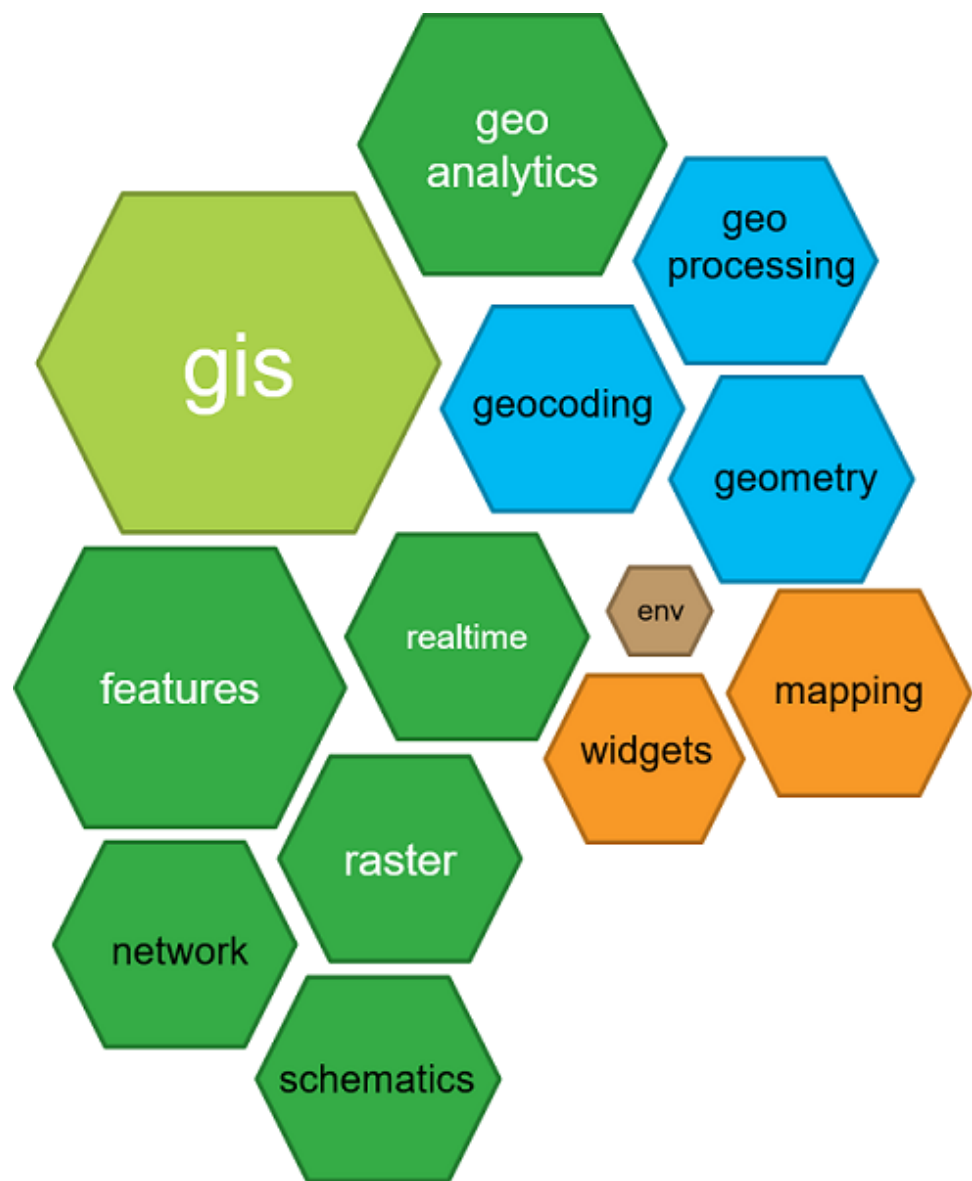 geo
analytics
geo
processing
gis
geocoding
geometry
env
realtime
features
mapping
widgets
raster
network
schematics